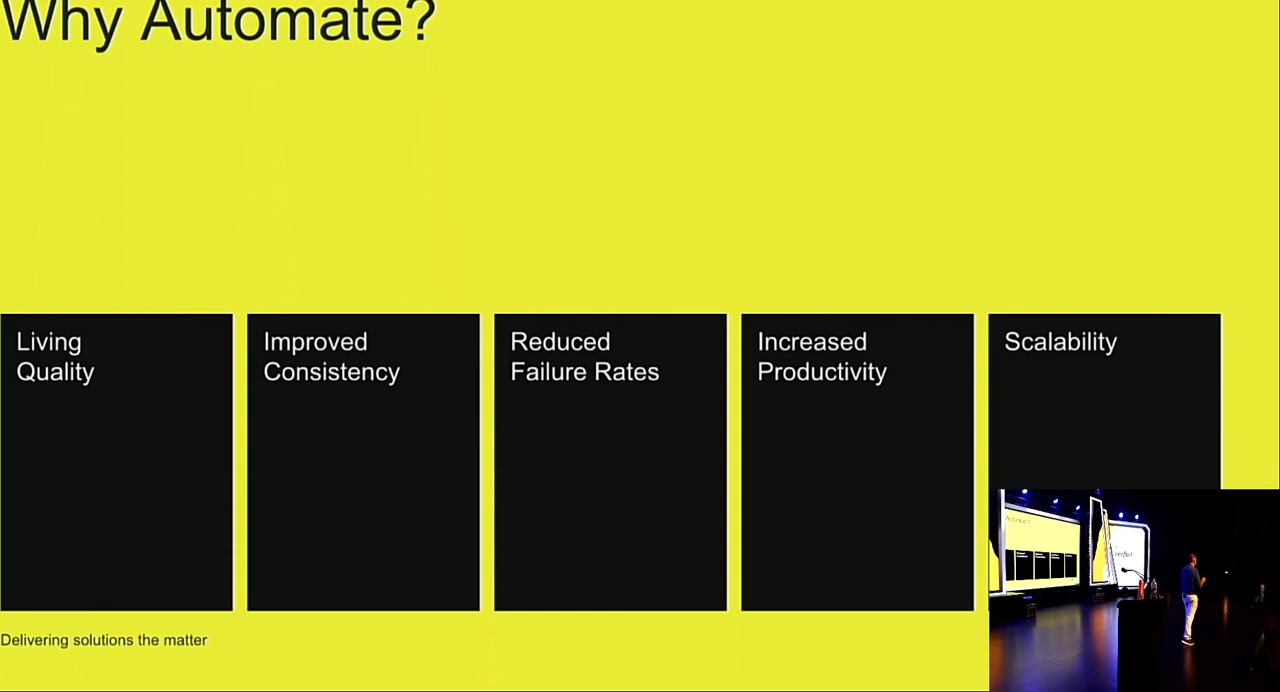 Why Automate?
Living
Quality
Improved
Consistency
Reduced
Failure Rates
Increased
Productivity
Scalability
Delivering solutions the matter